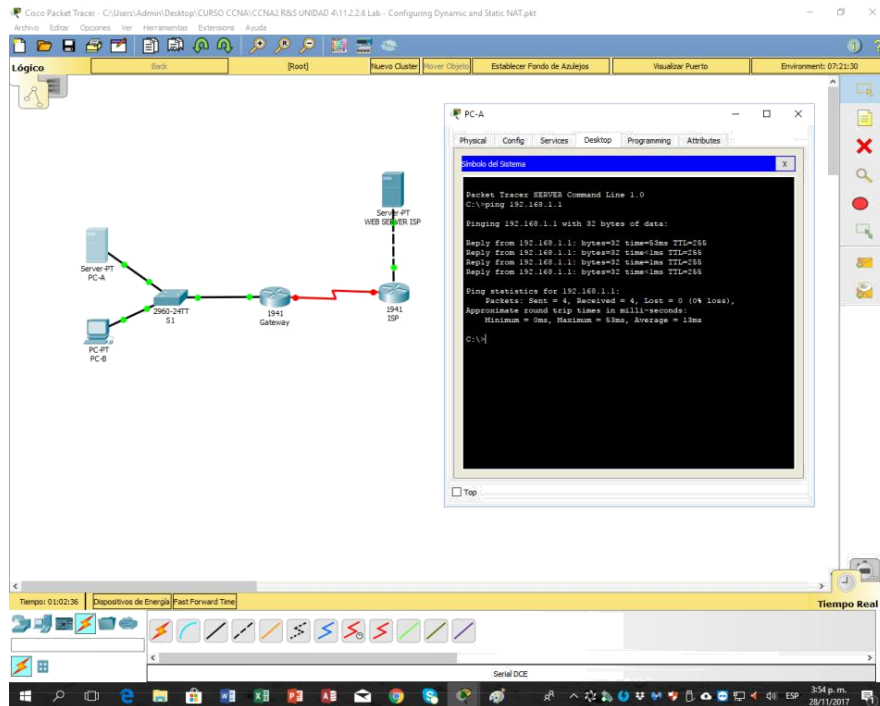 Cisco Packet Tracer - C:\Users\Admin\Desktop\CURSO CCNA\CCNA2 R&S UNIDAD 4\11.2.2.6 Lab - Configuring Dynamic and Static NAT.pkt
Archivo Editar Opciones Ver Herramientas Extensions Ayuda
Lógico Back [Root] Nuevo Cluster Mover Objeto Establecer Fondo de Azulejos Visualizar Puerto Environment: 07:21:30
PC-A
Physical Config Services Desktop Programming Attributes
Símbolo del Sistema X
Packet Tracer SERVER Command Line 1.0
C:\>ping 192.168.1.1
Pinging 192.168.1.1 with 32 bytes of data:
Reply from 192.168.1.1: bytes=32 time=53ms TTL=255
Reply from 192.168.1.1: bytes=32 time<1ms TTL=255
Reply from 192.168.1.1: bytes=32 time=1ms TTL=255
Reply from 192.168.1.1: bytes=32 time<1ms TTL=255
Ping statistics for 192.168.1.1:
Packets: Sent = 4, Received = 4, Lost = 0 (0% loss),
Approximate round trip times in milli-seconds:
Minimum = 0ms, Maximum = 53ms, Average = 13ms
C:\>
Top
Server-PT
WEB SERVER ISP
Server-PT
PC-A
2960-24TT
S1
1941
Gateway
1941
ISP
PC-PT
PC-B
Tiempo: 01:02:36 Dispositivos de Energía Fast Forward Time Tiempo Real
Serial DCE
ESP 3:54 p. m.
28/11/2017